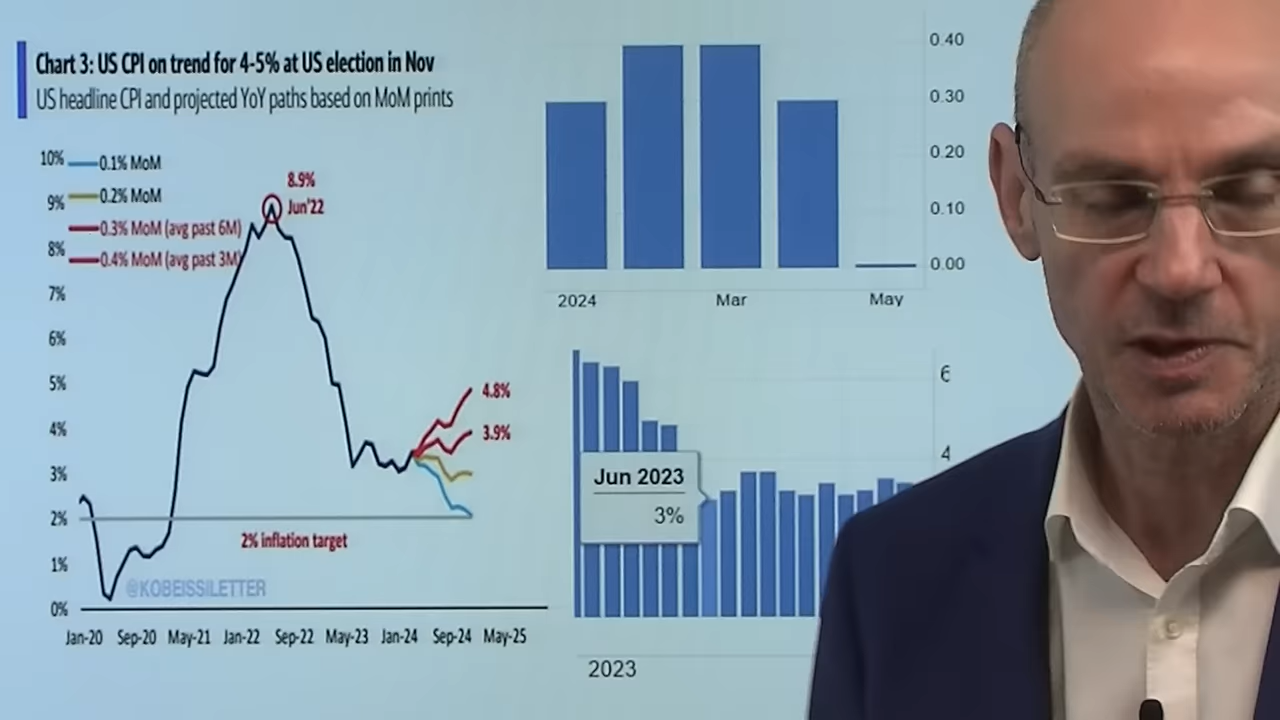 Chart 3: US CPI on trend for 4-5% at US election in Nov
US headline CPI and projected YoY paths based on MoM prints
10%
9%
8%
7%
6%
5%
4%
3%
2%
1%
0%
0.1% MoM
0.2% MoM
0.3% MoM (avg past 6M)
0.4% MoM (avg past 3M)
8.9%
Jun'22
4.8%
3.9%
2% inflation target
@KOBEISSILETTER
Jan-20 Sep-20 May-21 Jan-22 Sep-22 May-23 Jan-24 Sep-24 May-25
0.40
0.30
0.20
0.10
0.00
2024 Mar May
6
4
Jun 2023
3%
2023